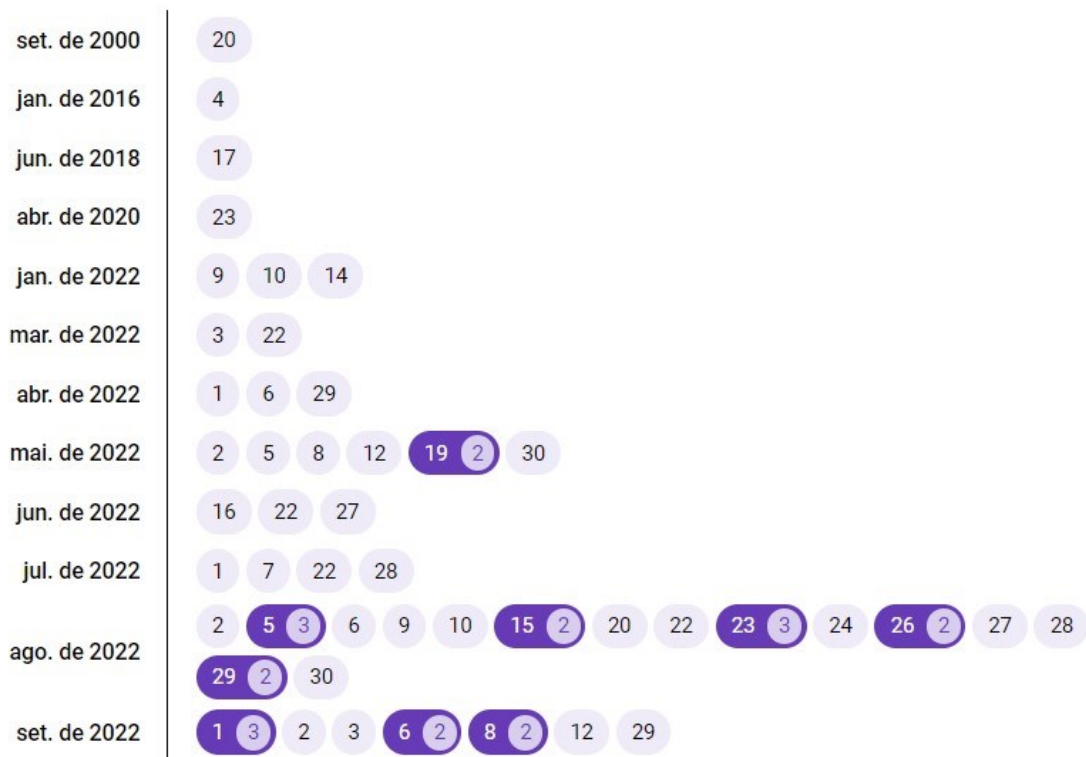 set. de 2000 20
jan. de 2016 4
jun. de 2018 17
abr. de 2020 23
jan. de 2022 9 10 14
mar. de 2022 3 22
abr. de 2022 1 6 29
mai. de 2022 2 5 8 12 19 2 30
jun. de 2022 16 22 27
jul. de 2022 1 7 22 28
ago. de 2022 2 5 3 6 9 10 15 2 20 22 23 3 24 26 2 27 28
29 2 30
set. de 2022 1 3 2 3 6 2 8 2 12 29